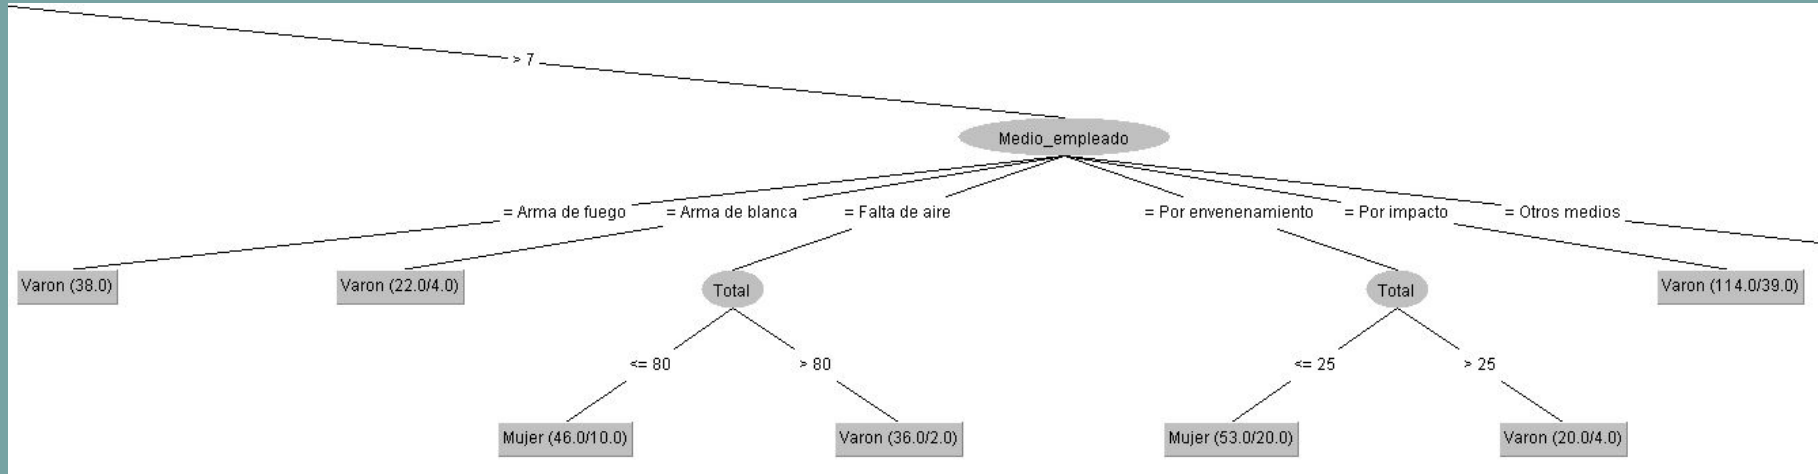 > 7
Medio_empleado
= Arma de fuego
= Arma de blanca
= Falta de aire
= Por envenenamiento
= Por impacto
= Otros medios
Varon (38.0)
Varon (22.0/4.0)
Total
Total
Varon (114.0/39.0)
<= 80
> 80
<= 25
> 25
Mujer (46.0/10.0)
Varon (36.0/2.0)
Mujer (53.0/20.0)
Varon (20.0/4.0)